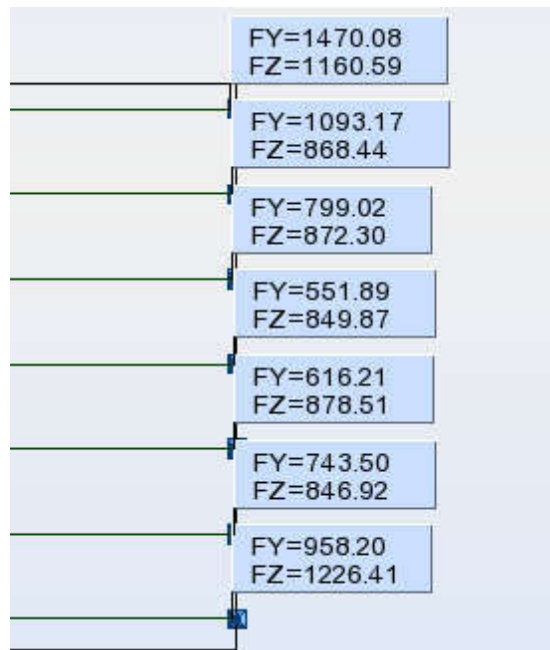 FY=1470.08
FZ=1160.59
FY=1093.17
FZ=868.44
FY=799.02
FZ=872.30
FY=551.89
FZ=849.87
FY=616.21
FZ=878.51
FY=743.50
FZ=846.92
FY=958.20
FZ=1226.41